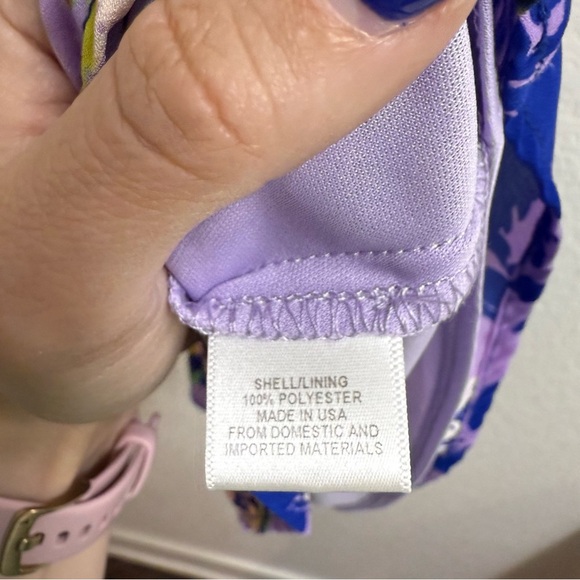 SHELL/LINING
100% POLYESTER
MADE IN USA
FROM DOMESTIC AND
IMPORTED MATERIALS